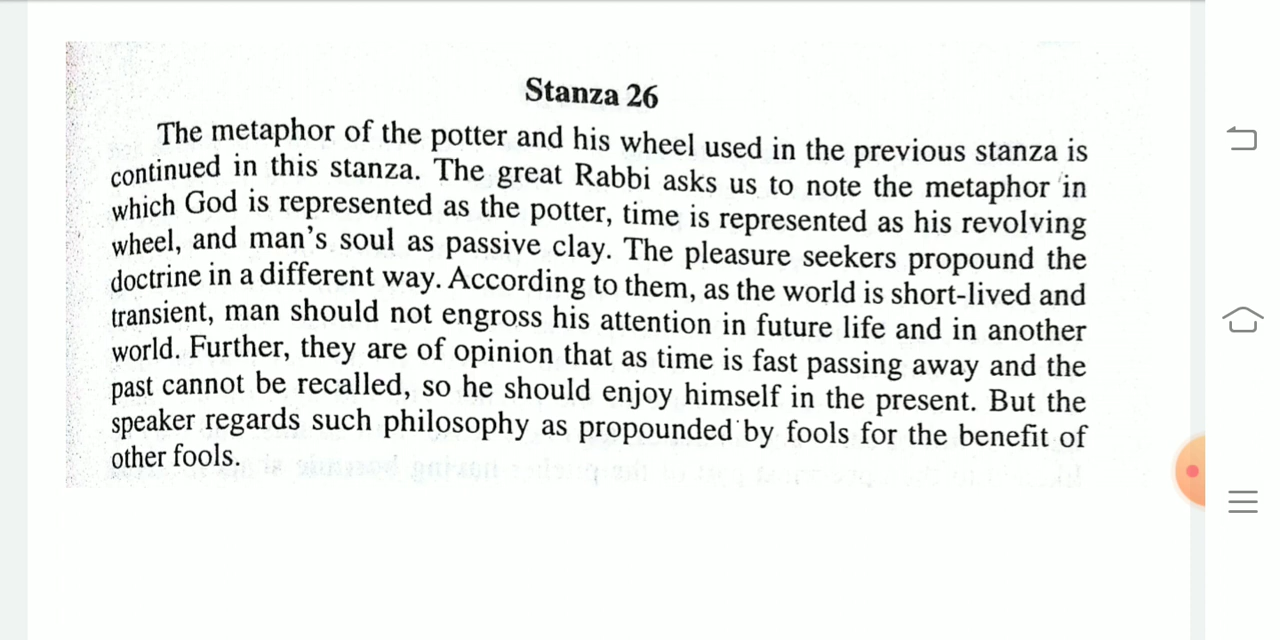 Stanza 26
The metaphor of the potter and his wheel used in the previous stanza is
continued in this stanza. The great Rabbi asks us to note the metaphor in
which God is represented as the potter, time is represented as his revolving
wheel, and man's soul as passive clay. The pleasure seekers propound the
doctrine in a different way. According to them, as the world is short-lived and
transient, man should not engross his attention in future life and in another
world. Further, they are of opinion that as time is fast passing away and the
past cannot be recalled, so he should enjoy himself in the present. But the
speaker regards such philosophy as propounded by fools for the benefit of
other fools.